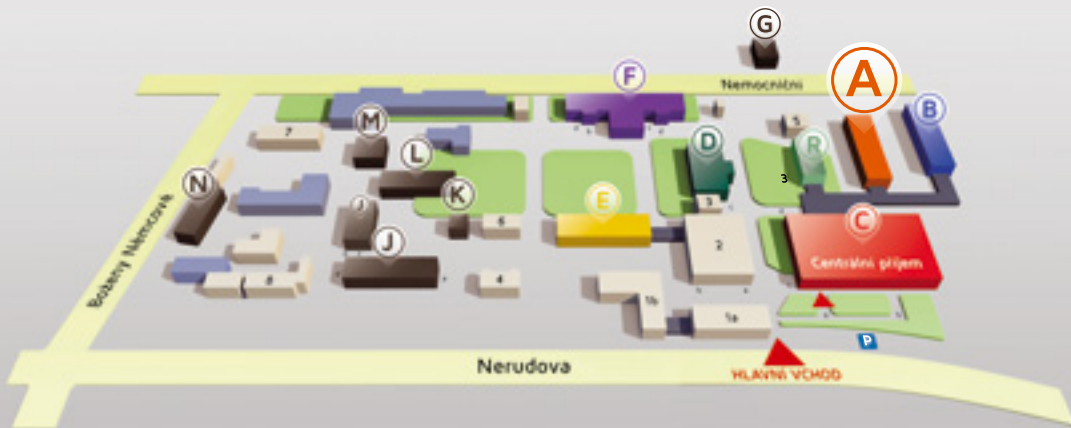 G
A
F
Nemocniční
B
M
7
5
D
R
L
3
N
K
J
E
C
6
3
J
2
Centrální příjem
8
4
1b
1a
Boženy Němcové
P
Nerudova
HLAVNÍ VCHOD